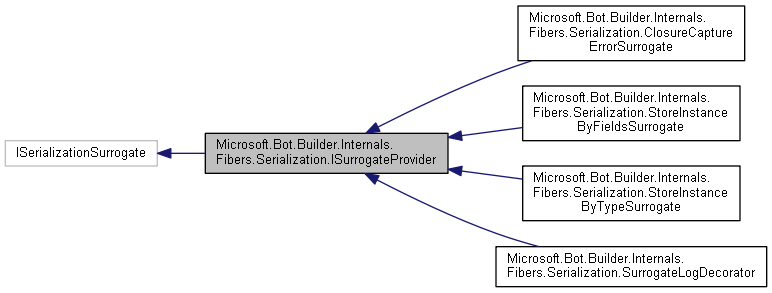 Microsoft.Bot.Builder.Internals.
Fibers.Serialization.ClosureCapture
ErrorSurrogate
Microsoft.Bot.Builder.Internals.
Fibers.Serialization.StoreInstance
ByFieldsSurrogate
ISerializationSurrogate
Microsoft.Bot.Builder.Internals.
Fibers.Serialization.ISurrogateProvider
Microsoft.Bot.Builder.Internals.
Fibers.Serialization.StoreInstance
ByTypeSurrogate
Microsoft.Bot.Builder.Internals.
Fibers.Serialization.SurrogateLogDecorator